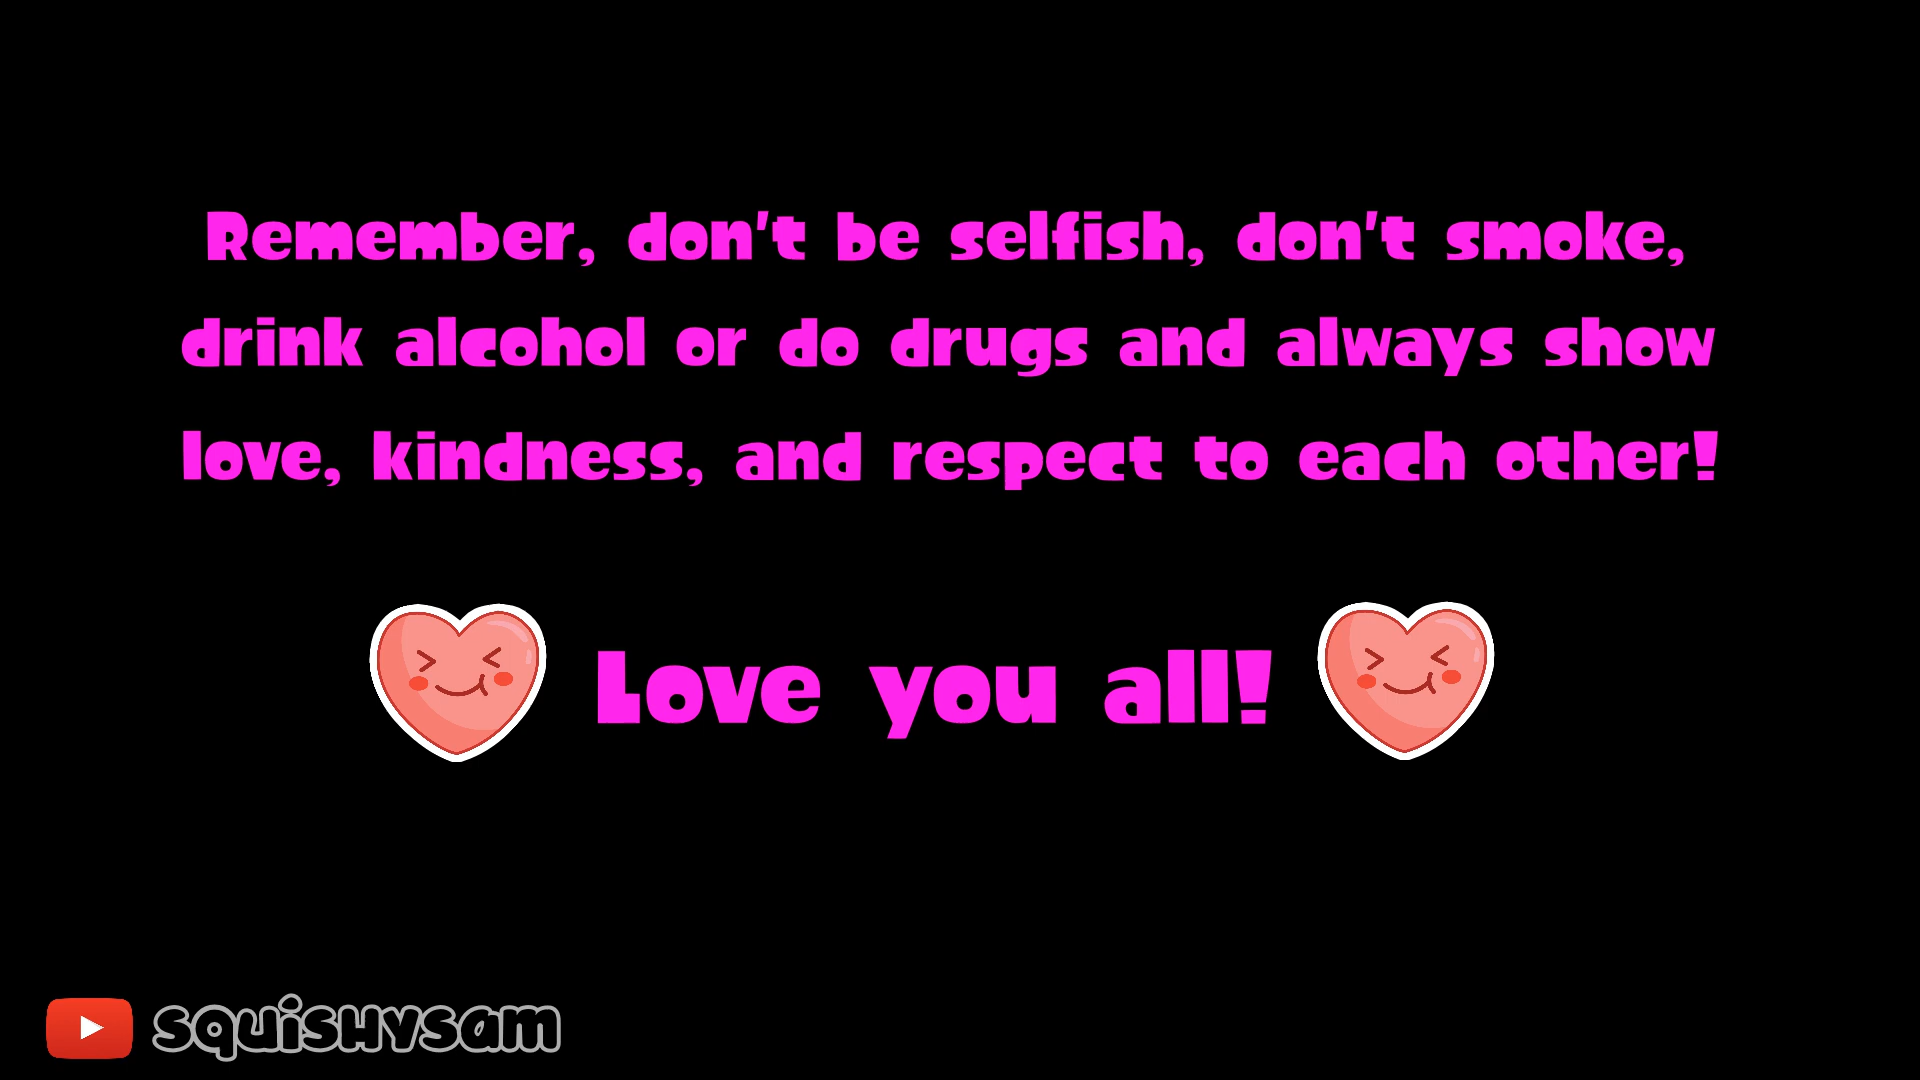 Remember, don't be selfish, don't smoke,
drink alcohol or do drugs and always show
love, kindness, and respect to each other!
Love you all!
squishysam